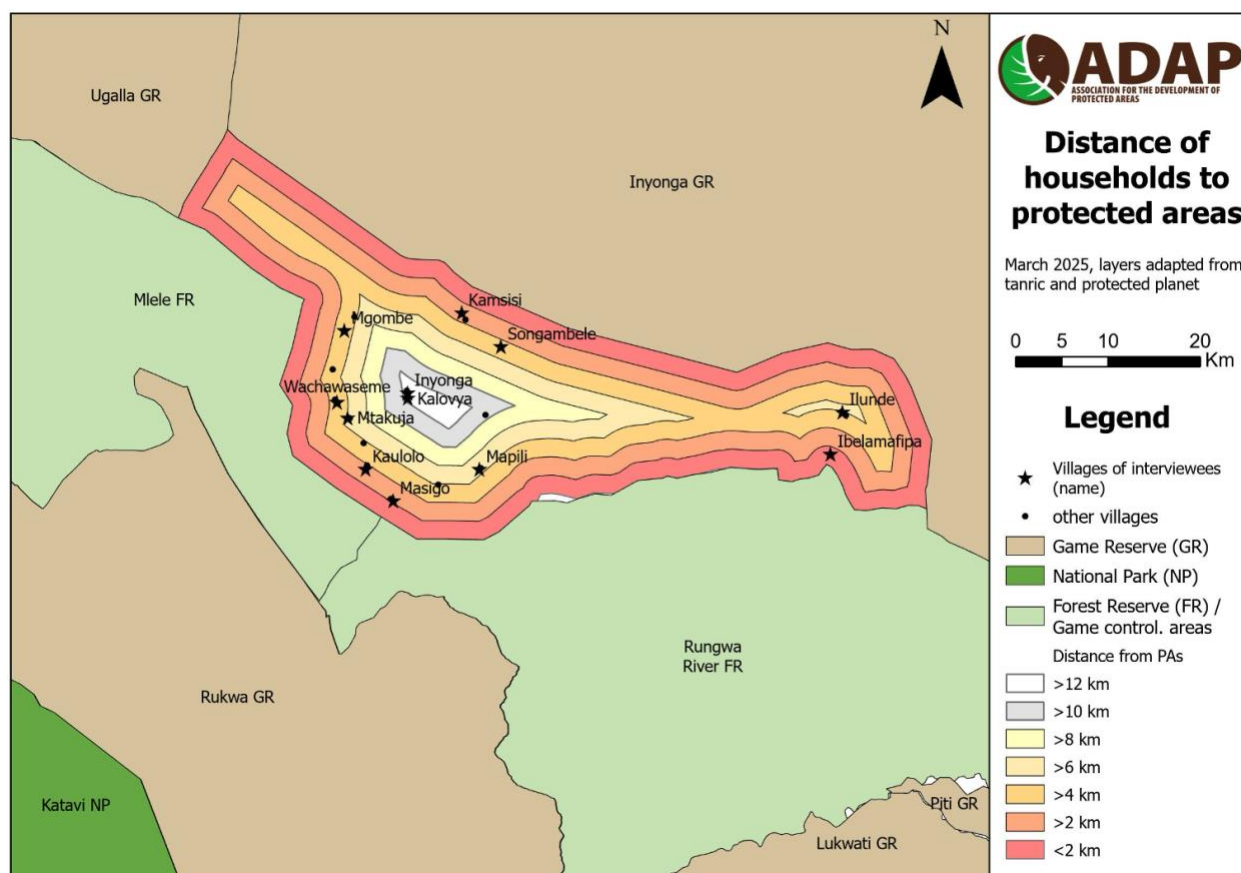 Ugalla GR
N
Inyonga GR
Mlele FR
Kamsisi
Mgombe
Songambele
Inyonga
Wachawaseme
Kalovya
Ilunde
Mtakuja
Ibelamafipa
Kaulolo
Mapili
Masigo
Rungwa
River FR
Rukwa GR
Katavi NP
Piti GR
Lukwati GR
ADAP
ASSOCIATION FOR THE DEVELOPMENT OF
PROTECTED AREAS
Distance of
households to
protected areas
March 2025, layers adapted from
tanric and protected planet
0 5 10 20
Km
Legend
Villages of interviewees
(name)
other villages
Game Reserve (GR)
National Park (NP)
Forest Reserve (FR) /
Game control. areas
Distance from PAs
>12 km
>10 km
>8 km
>6 km
>4 km
>2 km
<2 km